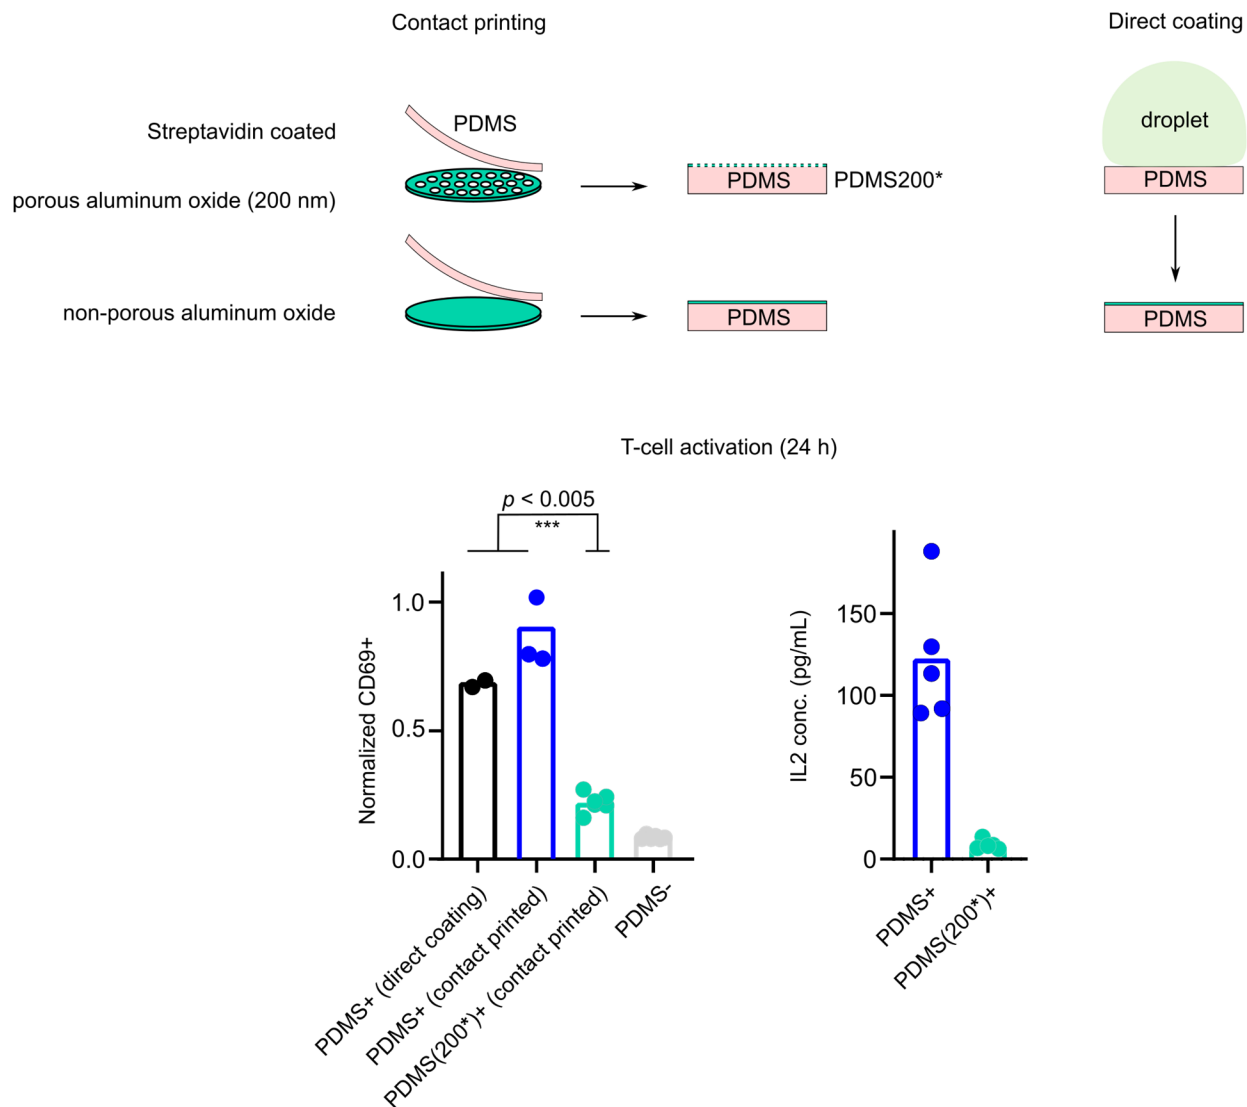 Contact printing
Direct coating
Streptavidin coated
PDMS
droplet
porous aluminum oxide (200 nm)
PDMS
PDMS200*
PDMS
non-porous aluminum oxide
PDMS
PDMS
T-cell activation (24 h)
p < 0.005
***
Normalized CD69+
1.0
0.5
0.0
PDMS+ (direct coating)
PDMS+ (contact printed)
PDMS(200*)+ (contact printed)
PDMS-
IL2 conc. (pg/mL)
150
100
50
0
PDMS+
PDMS(200*)+